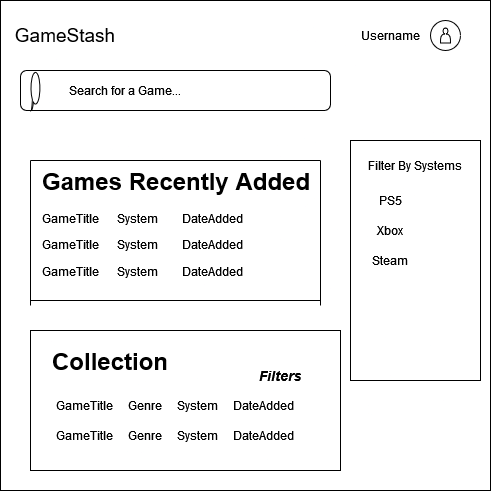 GameStash
Username
Search for a Game...
Games Recently Added
GameTitle System DateAdded
GameTitle System DateAdded
GameTitle System DateAdded
Filter By Systems
PS5
Xbox
Steam
Collection
Filters
GameTitle Genre System DateAdded
GameTitle Genre System DateAdded